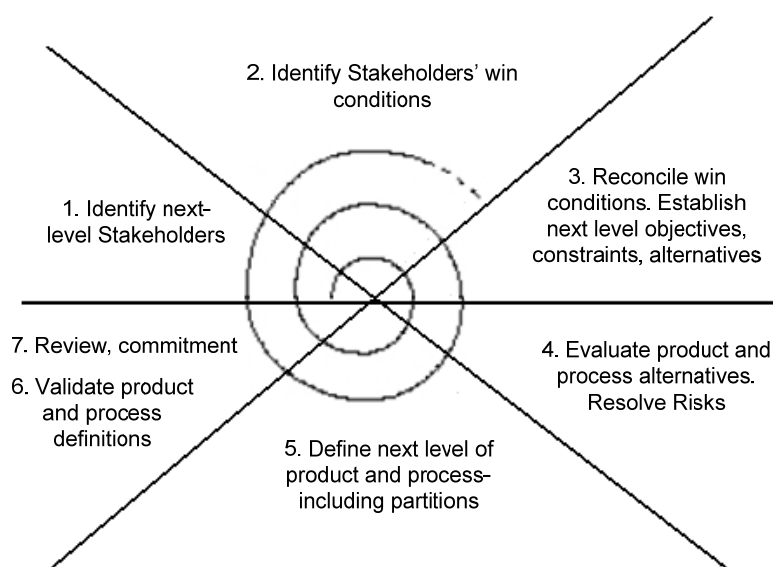 2. Identify Stakeholders’ win
conditions
1. Identify next–
level Stakeholders
3. Reconcile win
conditions. Establish
next level objectives,
constraints, alternatives
7. Review, commitment
6. Validate product
and process
definitions
4. Evaluate product and
process alternatives.
Resolve Risks
5. Define next level of
product and process–
including partitions